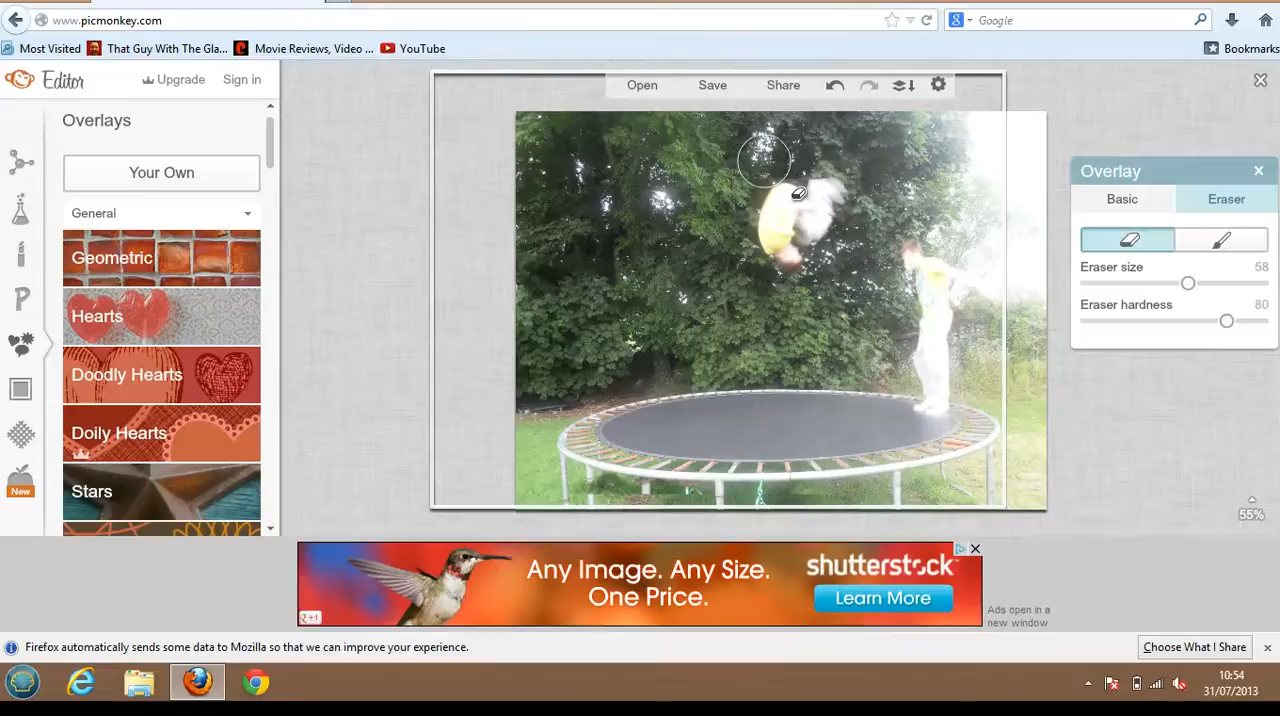 www.picmonkey.com
Google
Most Visited
That Guy With The Gla...
Movie Reviews, Video ...
YouTube
Bookmarks
Editor
Upgrade
Sign in
Open
Save
Share
Overlays
Your Own
General
Geometric
Hearts
Doodly Hearts
Doily Hearts
Stars
New
Overlay
Basic
Eraser
Eraser size
58
Eraser hardness
80
55%
Any Image. Any Size.
One Price.
shutterstock
Learn More
+1
Ads open in a
new window
Firefox automatically sends some data to Mozilla so that we can improve your experience.
Choose What I Share
10:54
31/07/2013